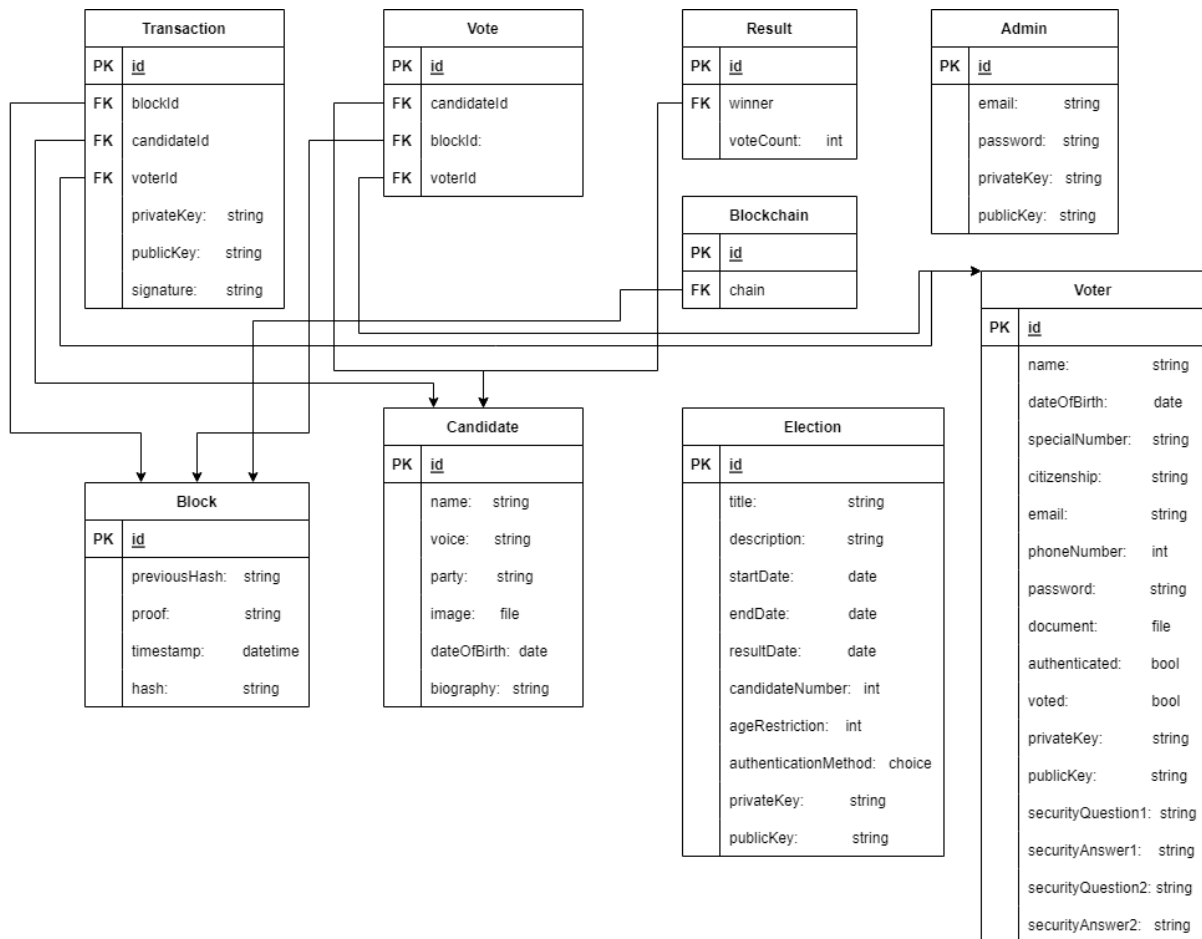 Transaction
PK id
FK blockId
FK candidateId
FK voterId
privateKey: string
publicKey: string
signature: string
Vote
PK id
FK candidateId
FK blockId:
FK voterId
Result
PK id
FK winner
voteCount: int
Admin
PK id
email: string
password: string
privateKey: string
publicKey: string
Blockchain
PK id
FK chain
Voter
PK id
name: string
dateOfBirth: date
specialNumber: string
citizenship: string
email: string
phoneNumber: int
password: string
document: file
authenticated: bool
voted: bool
privateKey: string
publicKey: string
securityQuestion1: string
securityAnswer1: string
securityQuestion2: string
securityAnswer2: string
Block
PK id
previousHash: string
proof: string
timestamp: datetime
hash: string
Candidate
PK id
name: string
voice: string
party: string
image: file
dateOfBirth: date
biography: string
Election
PK id
title: string
description: string
startDate: date
endDate: date
resultDate: date
candidateNumber: int
ageRestriction: int
authenticationMethod: choice
privateKey: string
publicKey: string